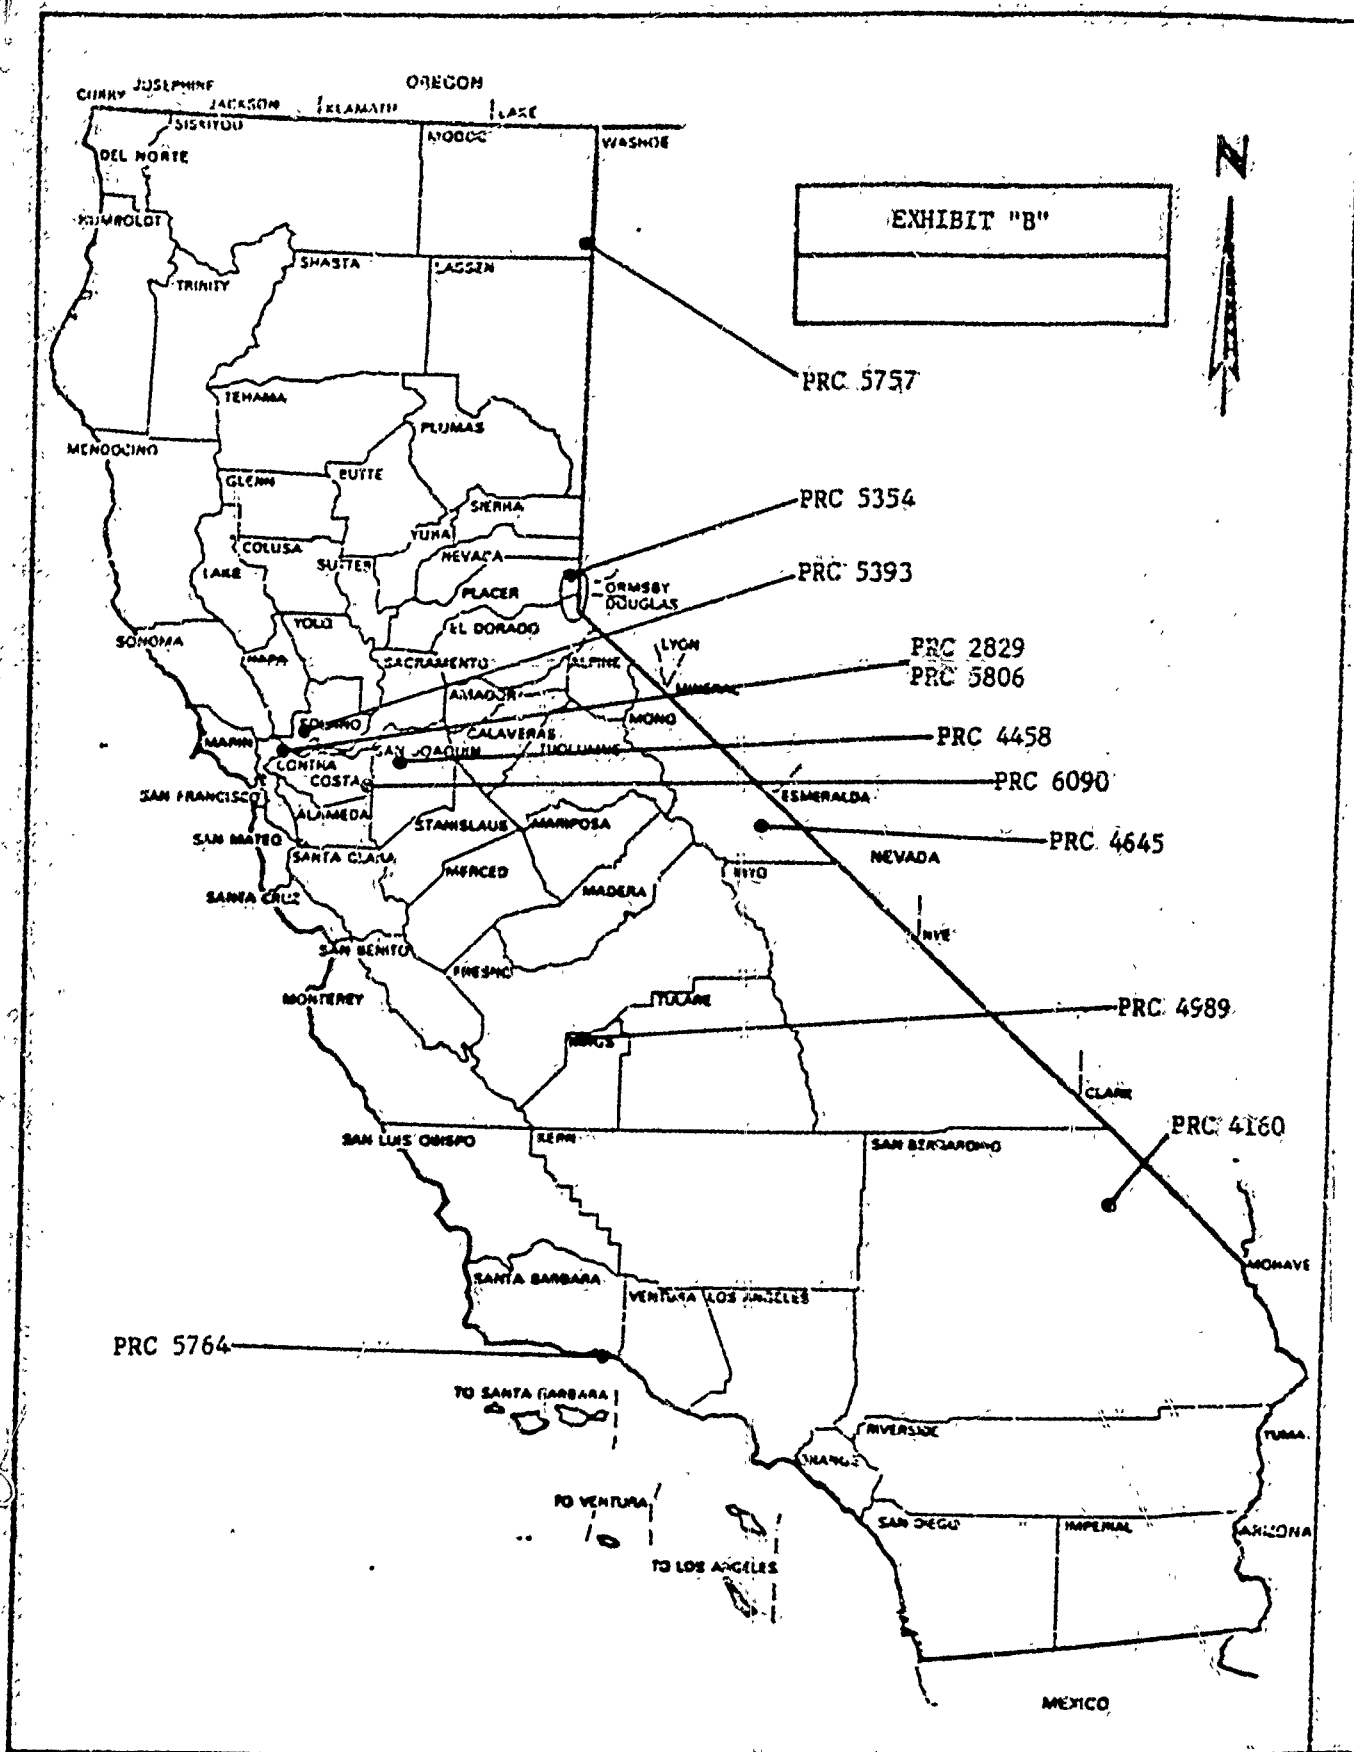 OREGON
CURRY
JOSEPHINE
JACKSON
KLAMATH
LAKE
SISKIYOU
MODOC
WASHOE
DEL NORTE
HUMBOLDT
EXHIBIT "B"
SHASTA
LASSEN
TRINITY
PRC 5757
TEHAMA
PLUMAS
MENDOCINO
BUTTE
GLENN
PRC 5354
SIERRA
YUBA
COLUSA
NEVADA
SUTTER
LAKE
PRC 5393
ORMSBY
PLACER
DOUGLAS
YOLO
EL DORADO
SONOMA
LYON
PRC 2829
NAPA
SACRAMENTO
ALPINE
PRC 5806
MINERAL
AMADOR
SOLANO
MONO
CALAVERAS
PRC 4458
MARIN
SAN JOAQUIN
TUOLUMNE
CONTRA
COSTA
PRC 6090
SAN FRANCISCO
ESMERALDA
ALAMEDA
STANISLAUS
MARIPOSA
SAN MATEO
PRC 4645
SANTA CLARA
NEVADA
MERCED
INYO
MADERA
SANTA CRUZ
NYE
SAN BENITO
FRESNO
MONTEREY
TULARE
PRC 4989
KINGS
CLARK
PRC 4160
SAN LUIS OBISPO
KERN
SAN BERNARDINO
MOHAVE
SANTA BARBARA
VENTURA
LOS ANGELES
PRC 5764
TO SANTA BARBARA
RIVERSIDE
YUMA
ORANGE
TO VENTURA
SAN DIEGO
IMPERIAL
ARIZONA
TO LOS ANGELES
MEXICO
N